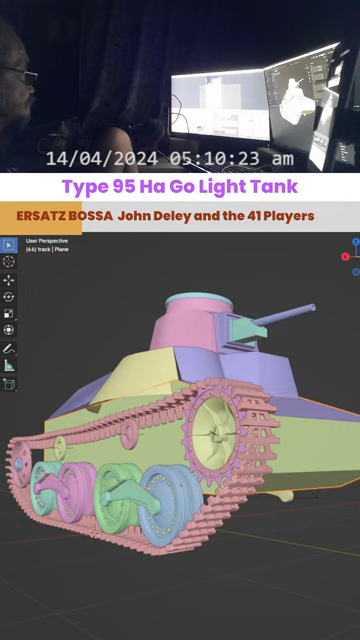 14/04/2024 05:10:23 am
Type 95 Ha Go Light Tank
ERSATZ BOSSA John Deley and the 41 Players
User Perspective
(66) track | Plane